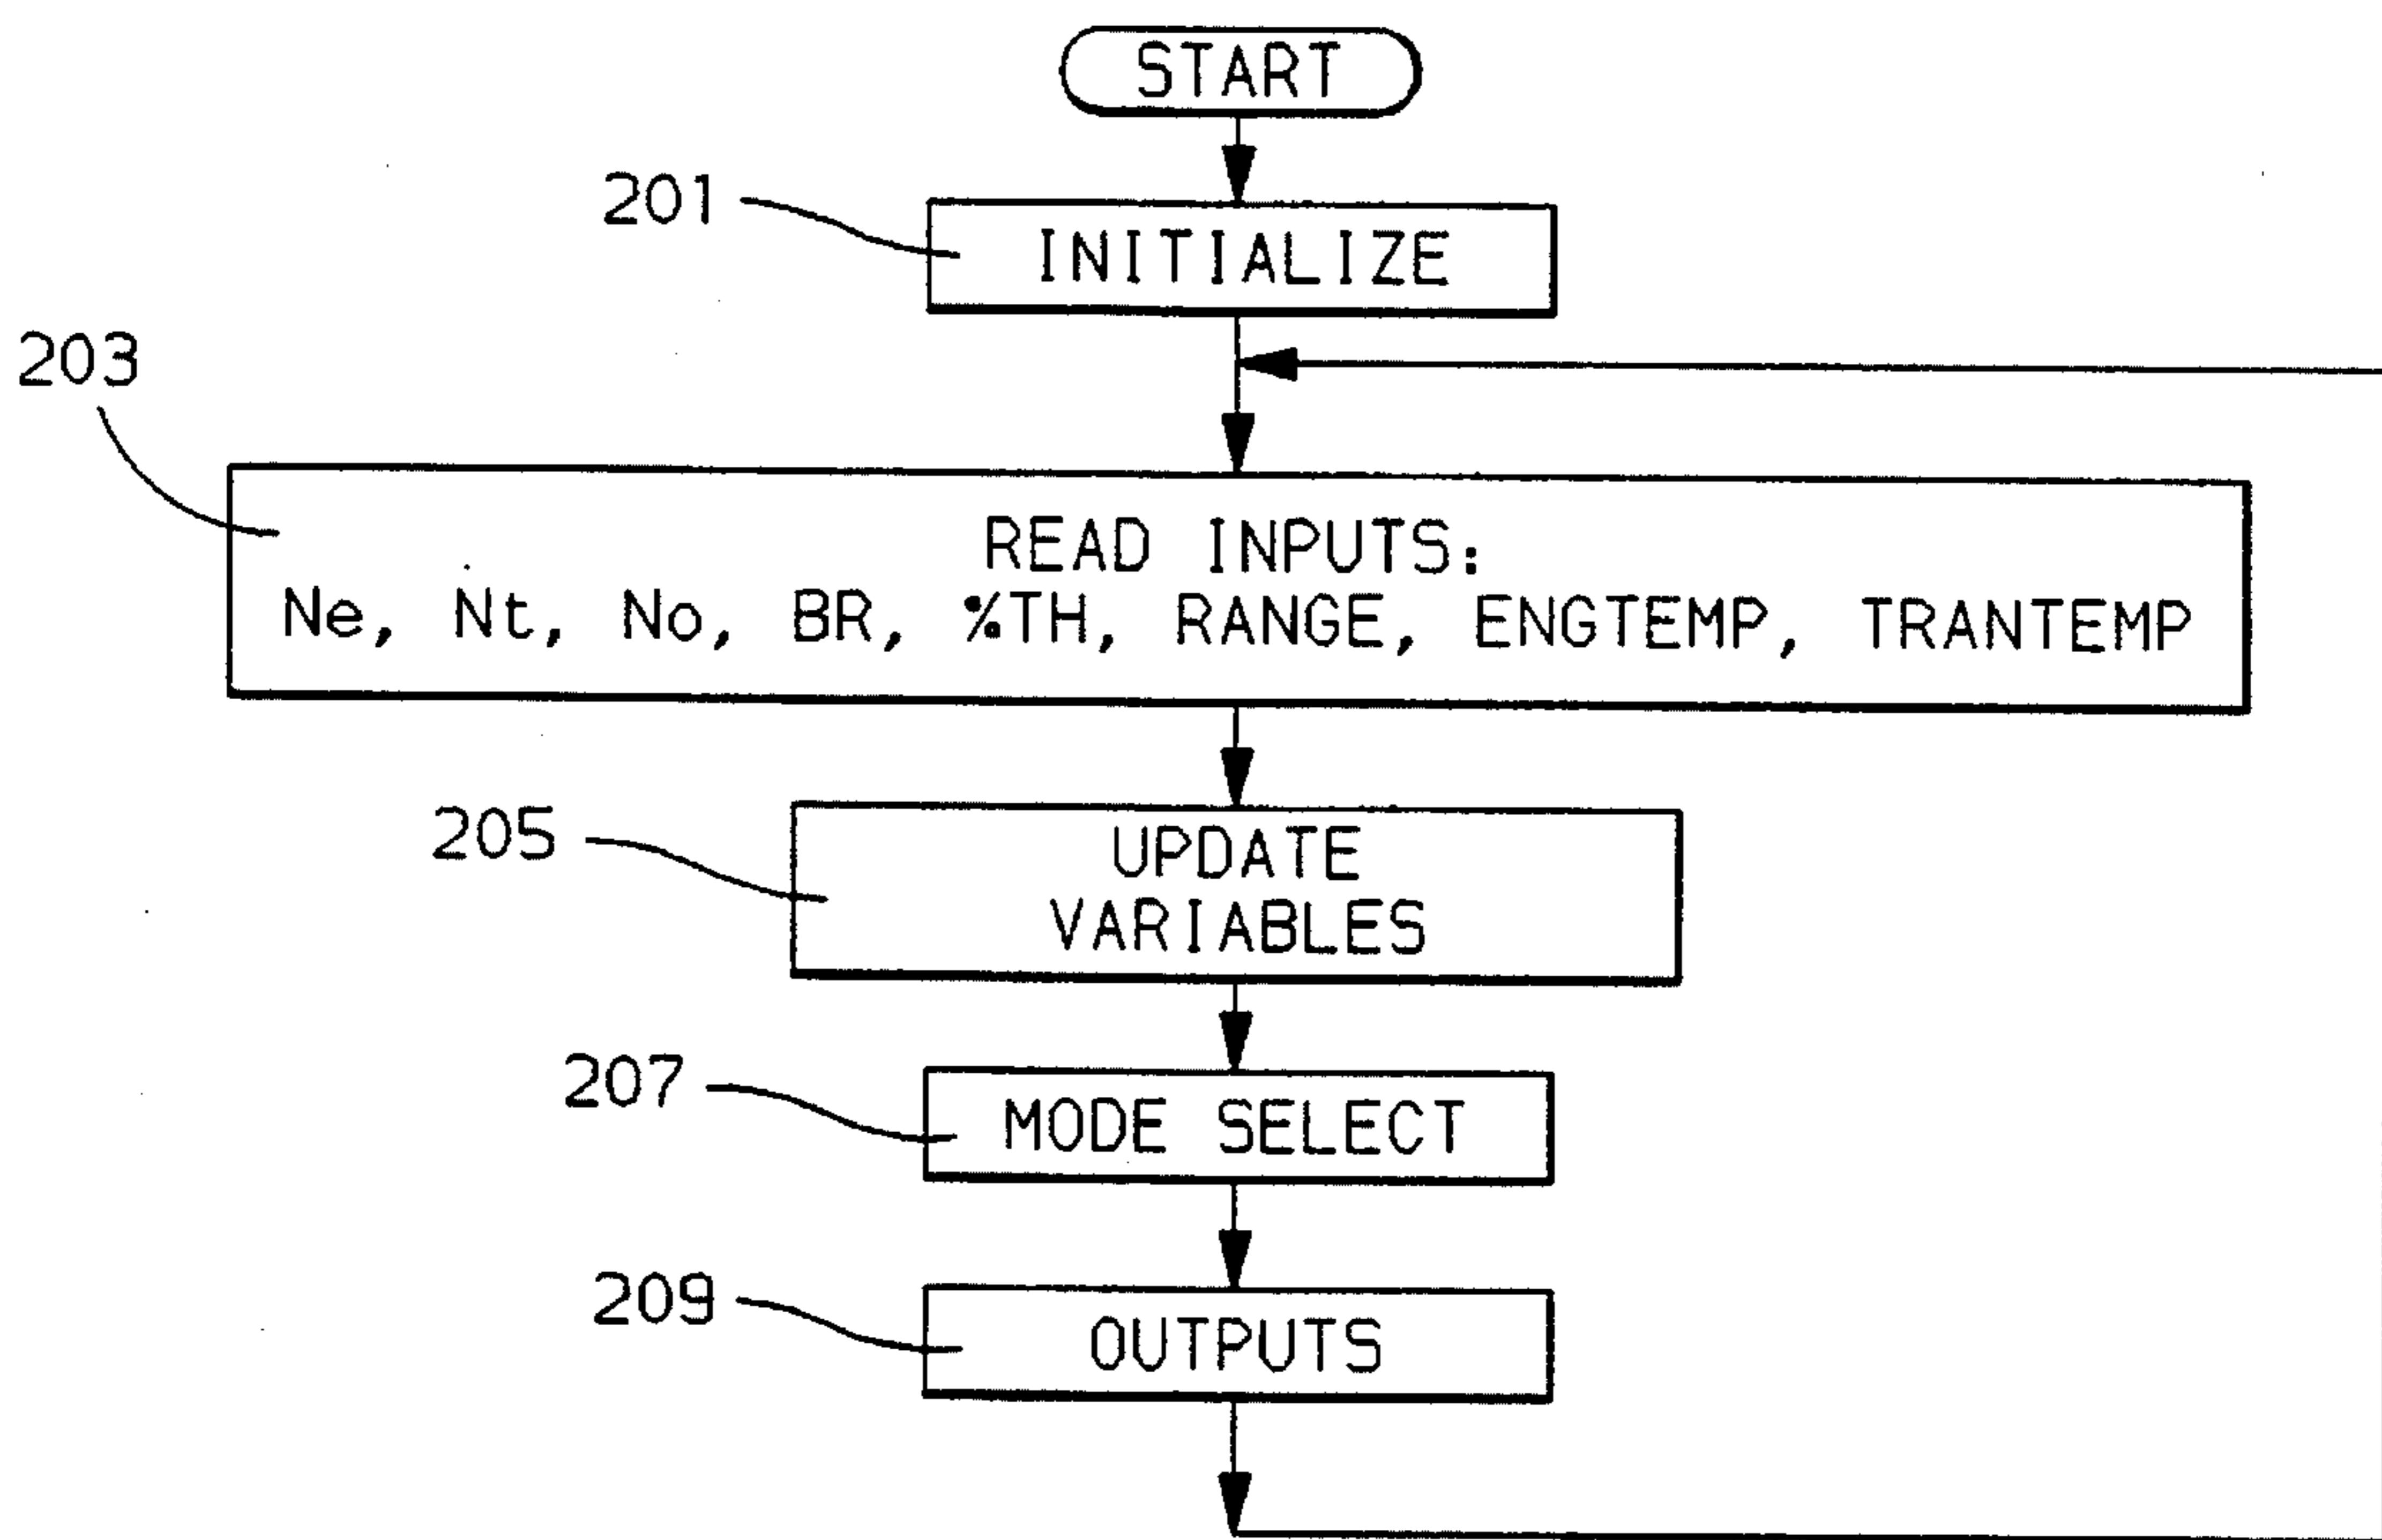 START
201
INITIALIZE
203
READ INPUTS:
Ne, Nt, No, BR, %TH, RANGE, ENGTEMP, TRANTEMP
205
UPDATE
VARIABLES
207
MODE SELECT
209
OUTPUTS